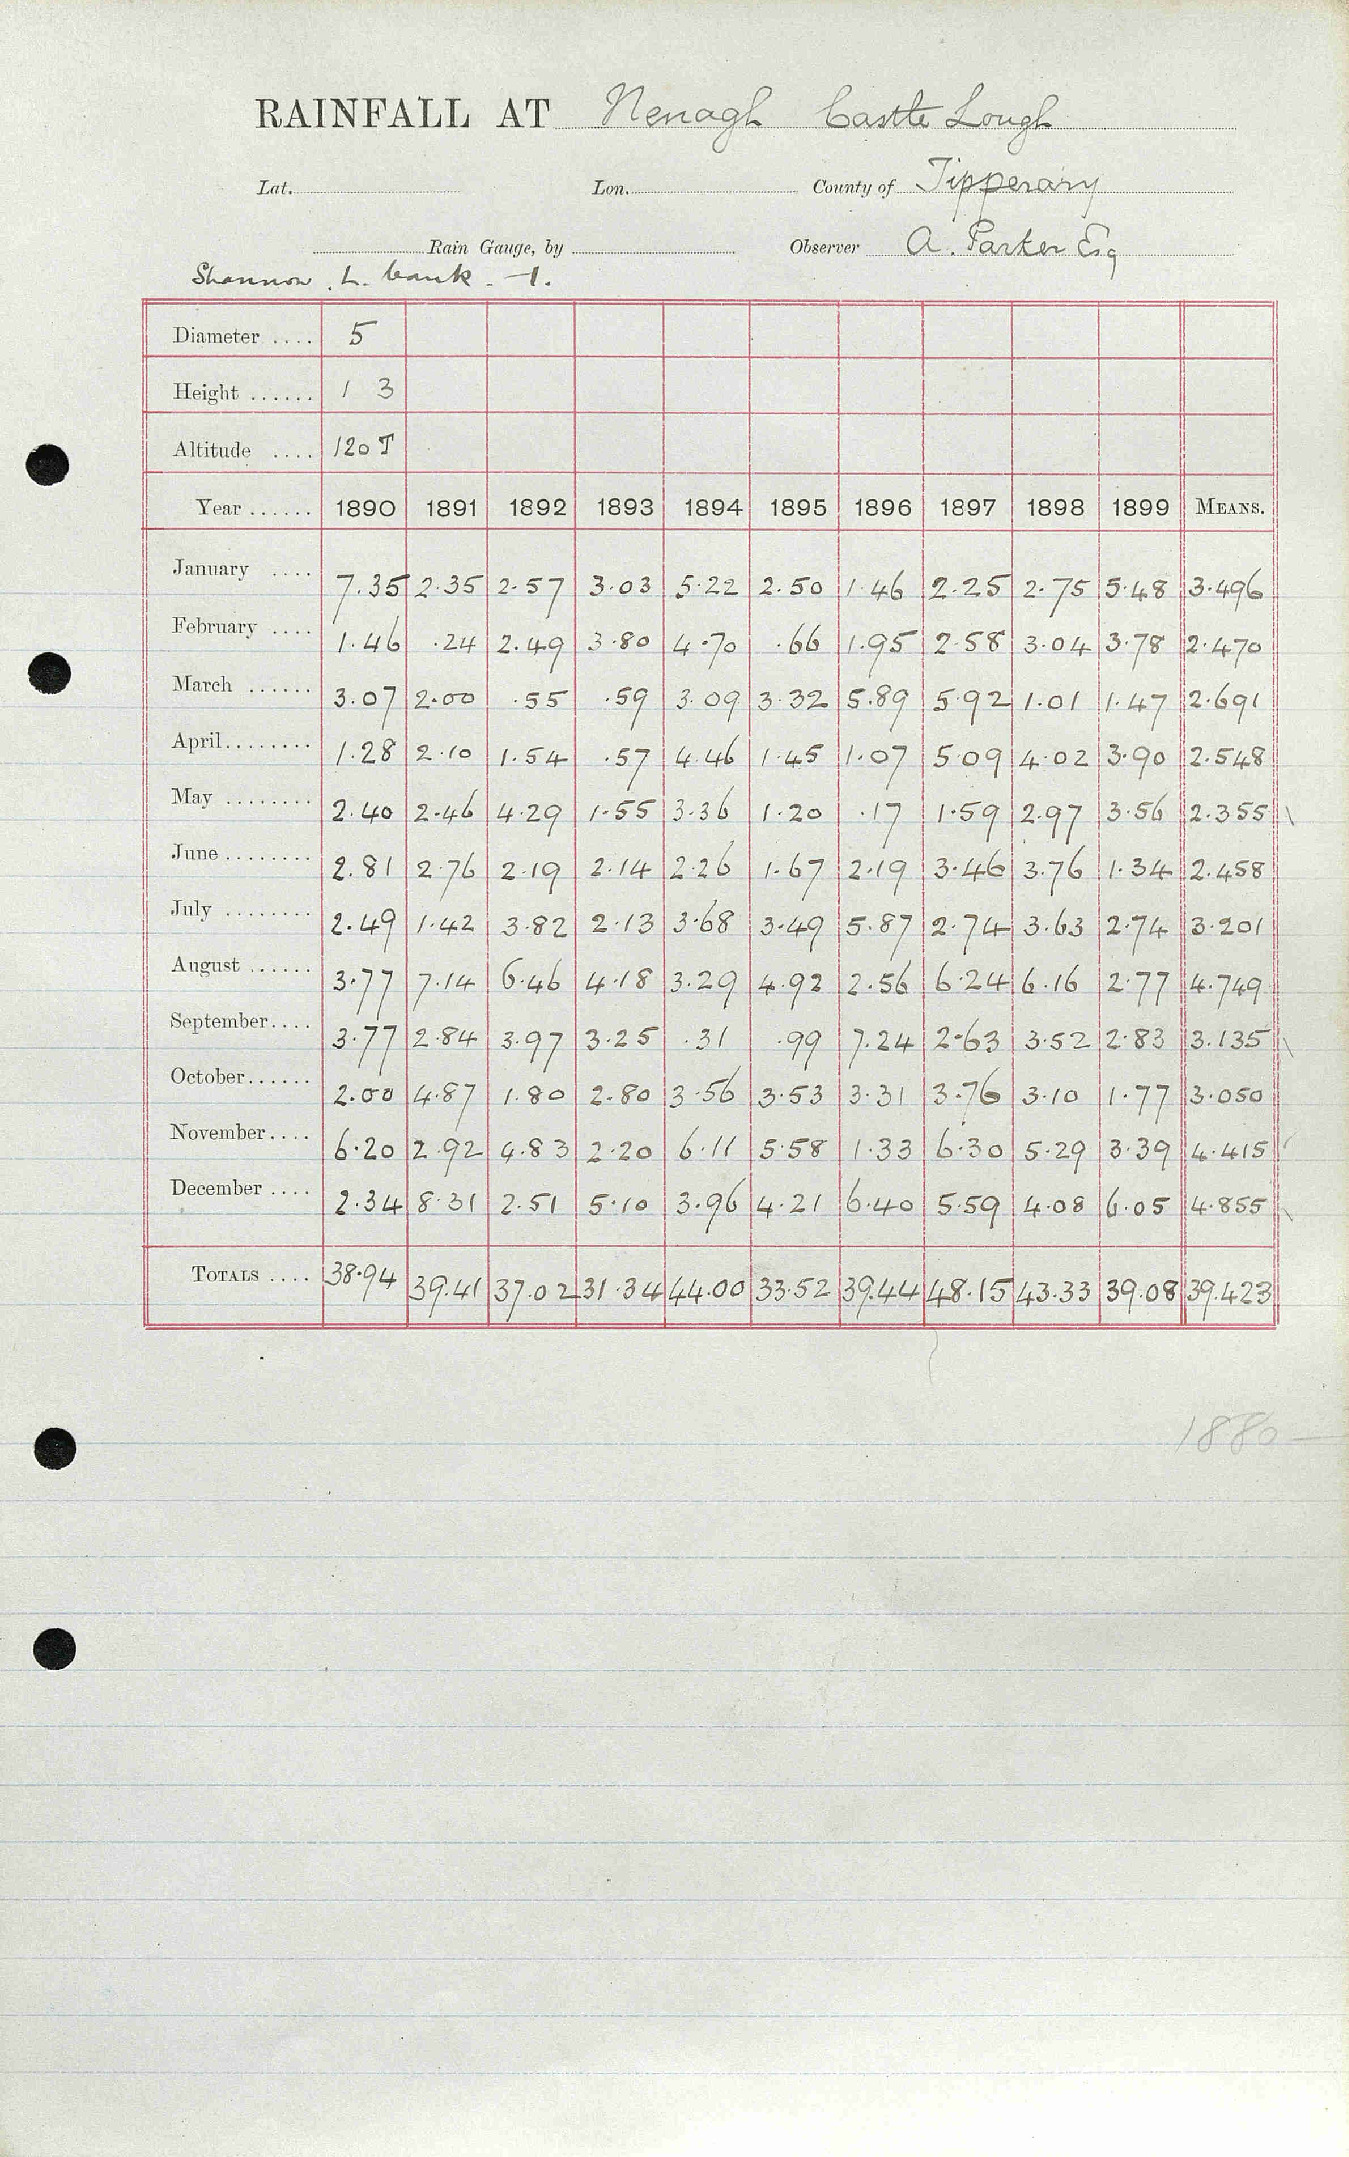 RAINFALL AT Nenagh Castle Lough
Lat. Lon. County of Tipperary
Rain Gauge, by Observer A. Parker Esq
Shannon . L. bank. -1.
Diameter .... 5
Height ...... 1 3
Altitude .... 120 T
Year ...... 1890 1891 1892 1893 1894 1895 1896 1897 1898 1899 MEANS.
January .... 7.35 2.35 2.57 3.03 5.22 2.50 1.46 2.25 2.75 5.48 3.496
February .... 1.46 .24 2.49 3.80 4.70 .66 1.95 2.58 3.04 3.78 2.470
March ...... 3.07 2.00 .55 .59 3.09 3.32 5.89 5.92 1.01 1.47 2.691
April........ 1.28 2.10 1.54 .57 4.46 1.45 1.07 5.09 4.02 3.90 2.548
May ........ 2.40 2.46 4.29 1.55 3.36 1.20 .17 1.59 2.97 3.56 2.355
June........ 2.81 2.76 2.19 2.14 2.26 1.67 2.19 3.46 3.76 1.34 2.458
July ........ 2.49 1.42 3.82 2.13 3.68 3.49 5.87 2.74 3.63 2.74 3.201
August ...... 3.77 7.14 6.46 4.18 3.29 4.92 2.56 6.24 6.16 2.77 4.749
September.... 3.77 2.84 3.97 3.25 .31 .99 7.24 2.63 3.52 2.83 3.135
October...... 2.00 4.87 1.80 2.80 3.56 3.53 3.31 3.76 3.10 1.77 3.050
November.... 6.20 2.92 4.83 2.20 6.11 5.58 1.33 6.30 5.29 3.39 4.415
December .... 2.34 8.31 2.51 5.10 3.96 4.21 6.40 5.59 4.08 6.05 4.855
TOTALS .... 38.94 39.41 37.02 31.34 44.00 33.52 39.44 48.15 43.33 39.08 39.423
1880 —